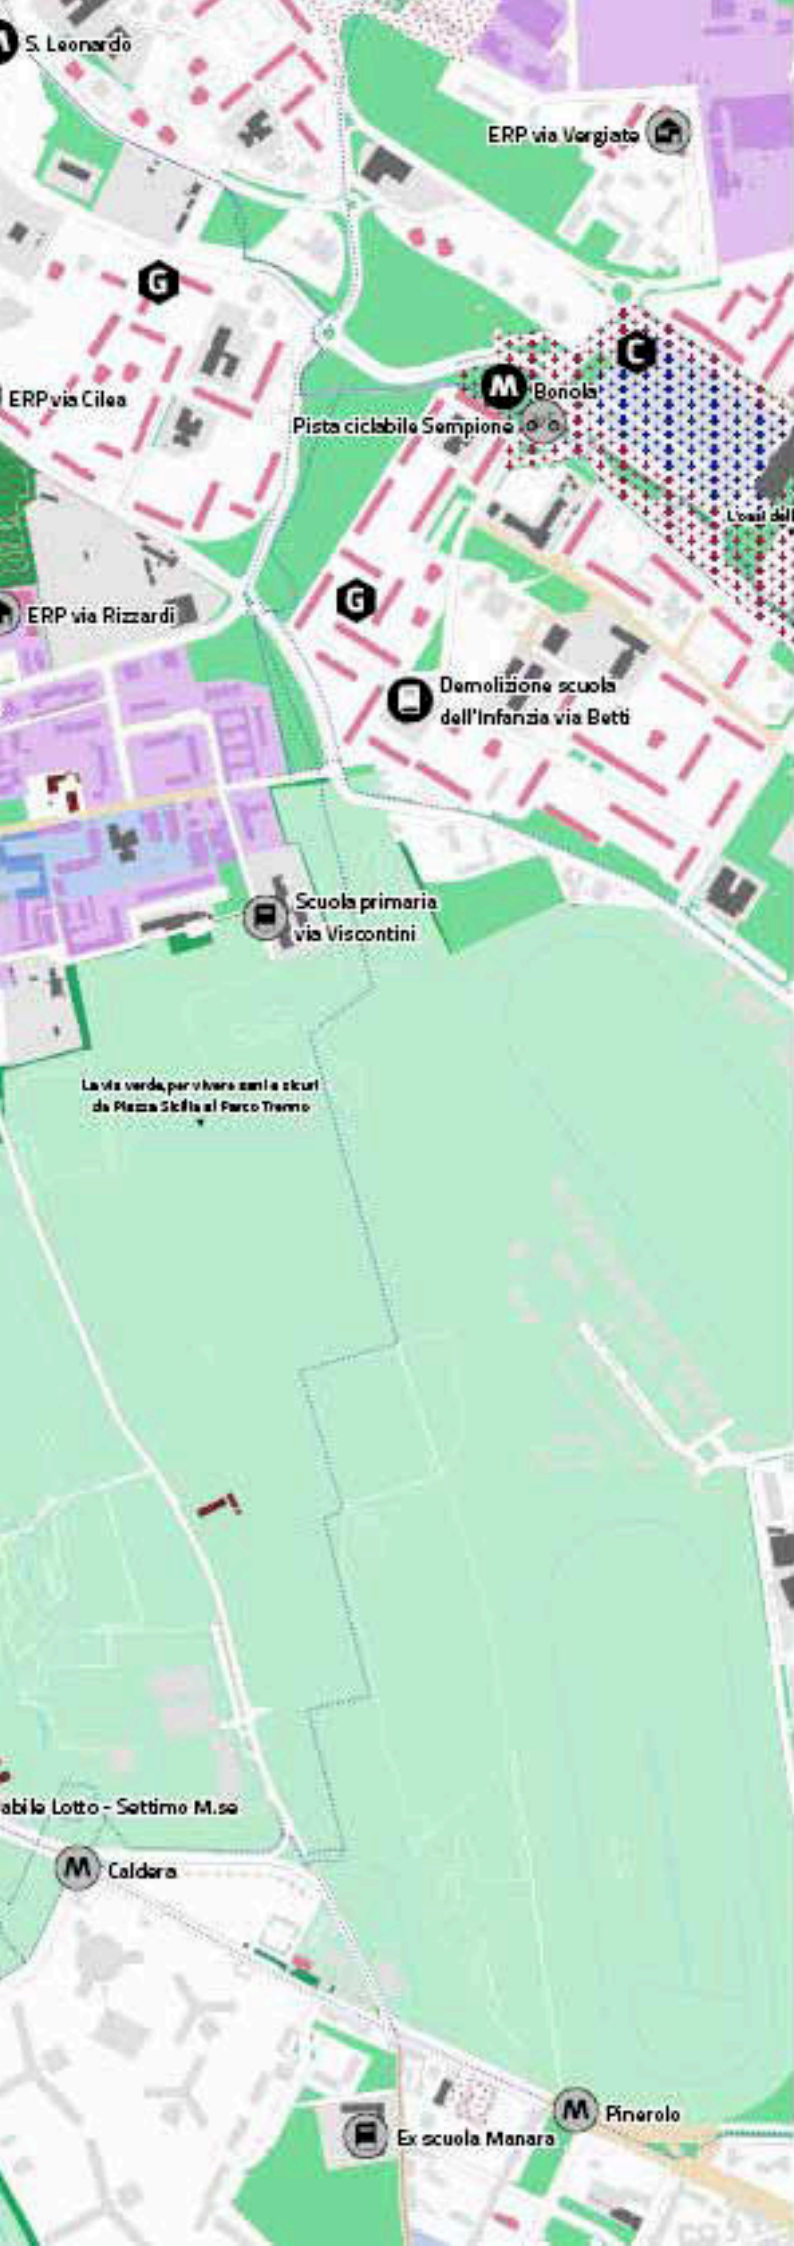 M
S. Leonardo
ERP via Vergiate
G
C
ERP via Cilea
M
Bonola
Pista ciclabile Sempione
G
ERP via Rizzardi
Demolizione scuola
dell'Infanzia via Betti
Scuola primaria
via Viscontini
La via verde, per vivere sani e sicuri
da Piazza Sicilia al Parco Trenno
abile Lotto - Settimo M.se
M
Caldera
M
Pinerolo
Ex scuola Manara